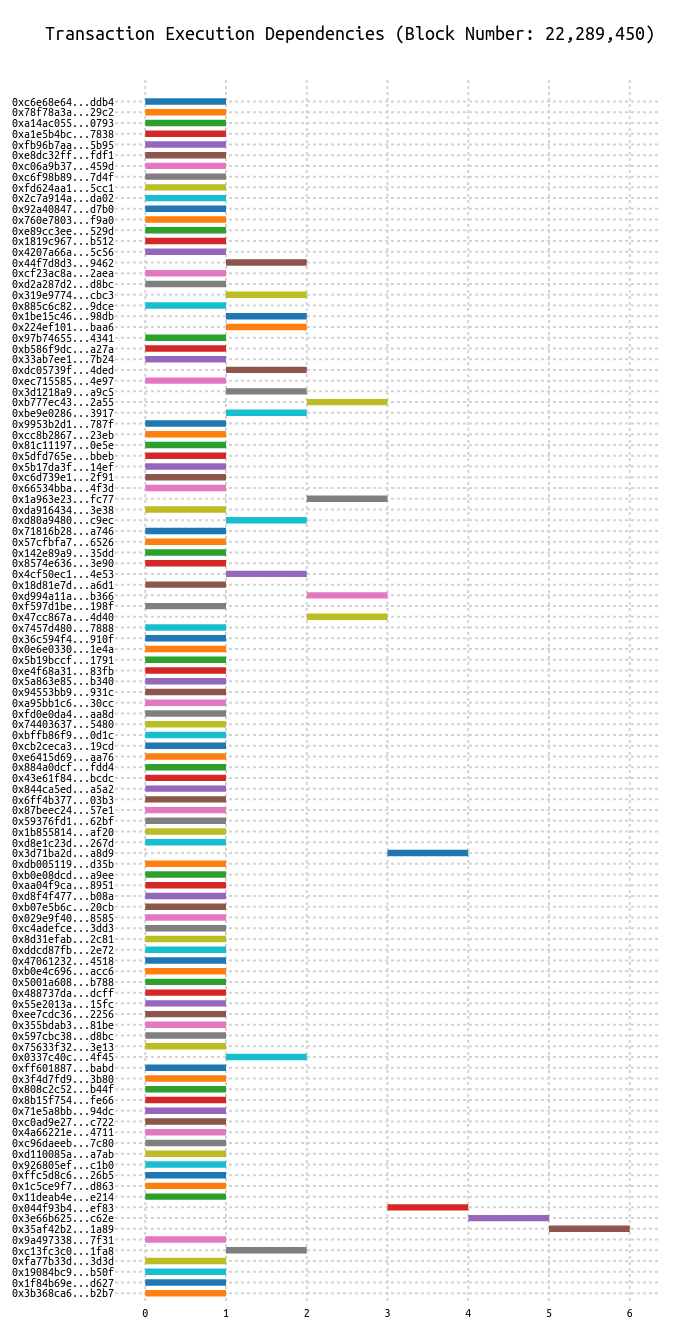 Transaction Execution Dependencies (Block Number: 22,289,450)
0xc6e68e64...ddb4
0x78f78a3a...29c2
0xa14ac055...0793
0xa1e5b4bc...7838
0xfb96b7aa...5b95
0xe8dc32ff...fdf1
0xc06a9b37...459d
0xc6f98b89...7d4f
0xfd624aa1...5cc1
0x2c7a914a...da02
0x92a40847...d7b0
0x760e7803...f9a0
0xe89cc3ee...529d
0x1819c967...b512
0x4207a66a...5c56
0x44f7d8d3...9462
0xcf23ac8a...2aea
0xd2a287d2...d8bc
0x319e9774...cbc3
0x885c6c82...9dce
0x1be15c46...98db
0x224ef101...baa6
0x97b74655...4341
0xb586f9dc...a27a
0x33ab7ee1...7b24
0xdc05739f...4ded
0xec715585...4e97
0x3d1218a9...a9c5
0xb777ec43...2a55
0xbe9e0286...3917
0x9953b2d1...787f
0xcc8b2867...23eb
0x81c11197...0e5e
0x5dfd765e...bbeb
0x5b17da3f...14ef
0xc6d739e1...2f91
0x66534bba...4f3d
0x1a963e23...fc77
0xda916434...3e38
0xd80a9480...c9ec
0x71816b28...a746
0x57cfbfa7...6526
0x142e89a9...35dd
0x8574e636...3e90
0x4cf50ec1...4e53
0x18d81e7d...a6d1
0xd994a11a...b366
0xf597d1be...198f
0x47cc867a...4d40
0x7457d480...7888
0x36c594f4...910f
0x0e6e0330...1e4a
0x5b19bccf...1791
0xe4f68a31...83fb
0x5a863e85...b340
0x94553bb9...931c
0xa95bb1c6...30cc
0xfd0e0da4...aa8d
0x74403637...5480
0xbffb86f9...0d1c
0xcb2ceca3...19cd
0xe6415d69...aa76
0x884a0dcf...fdd4
0x43e61f84...bcdc
0x844ca5ed...a5a2
0x6ff4b377...03b3
0x87beec24...57e1
0x59376fd1...62bf
0x1b855814...af20
0xd8e1c23d...267d
0x3d71ba2d...a8d9
0xdb005119...d35b
0xb0e08dcd...a9ee
0xaa04f9ca...8951
0xd8f4f477...b08a
0xb07e5b6c...20cb
0x029e9f40...8585
0xc4adefce...3dd3
0x8d31efab...2c81
0xddcd87fb...2e72
0x47061232...4518
0xb0e4c696...acc6
0x5001a608...b788
0x488737da...dcff
0x55e2013a...15fc
0xee7cdc36...2256
0x355bdab3...81be
0x597cbc38...d8bc
0x75633f32...3e13
0x0337c40c...4f45
0xff601887...babd
0x3f4d7fd9...3b80
0x808c2c52...b44f
0x8b15f754...fe66
0x71e5a8bb...94dc
0xc0ad9e27...c722
0x4a66221e...4711
0xc96daeeb...7c80
0xd110085a...a7ab
0x926805ef...c1b0
0xffc5d8c6...26b5
0x1c5ce9f7...d863
0x11deab4e...e214
0x044f93b4...ef83
0x3e66b625...c62e
0x35af42b2...1a89
0x9a497338...7f31
0xc13fc3c0...1fa8
0xfa77b33d...3d3d
0x19084bc9...b50f
0x1f84b69e...d627
0x3b368ca6...b2b7
0 1 2 3 4 5 6